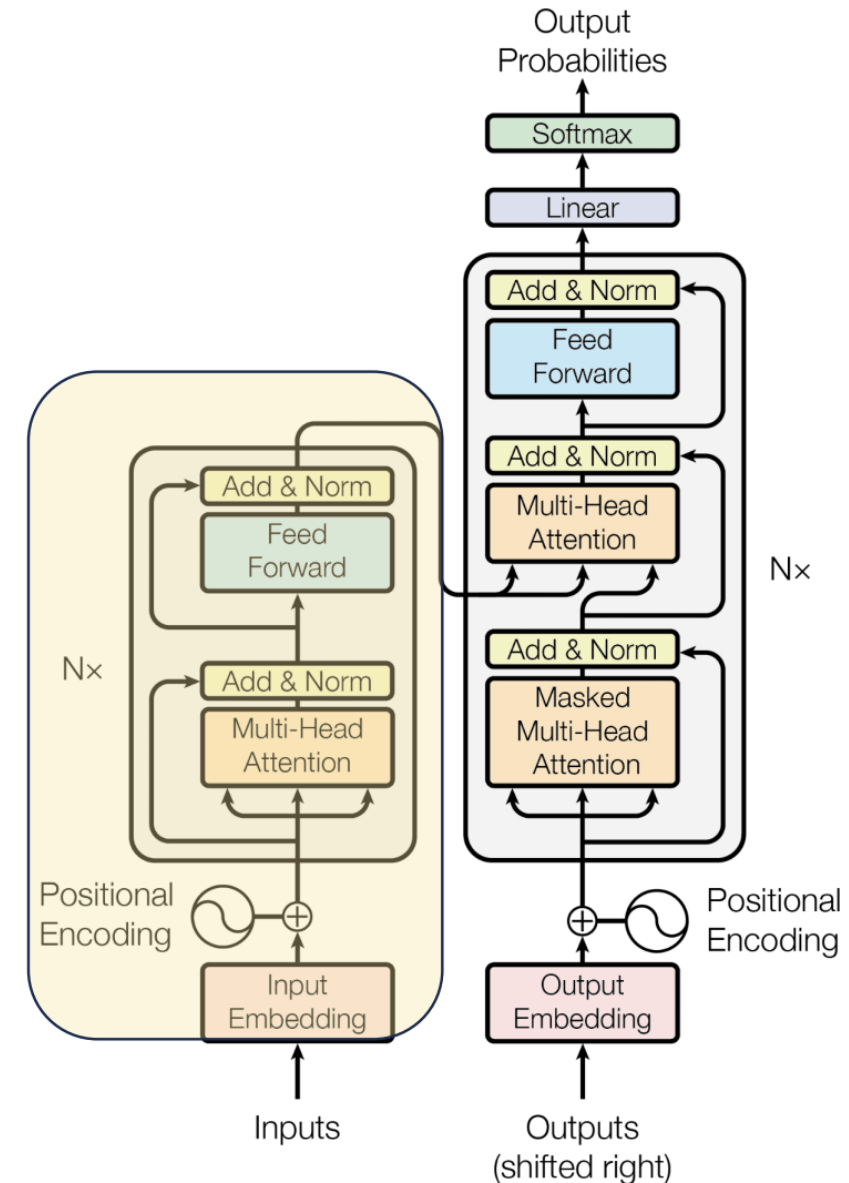 Output
Probabilities
Softmax
Linear
Add & Norm
Feed
Forward
Add & Norm
Multi-Head
Attention
Nx
Add & Norm
Masked
Multi-Head
Attention
Positional
Encoding
Output
Embedding
Outputs
(shifted right)
Add & Norm
Feed
Forward
Nx
Add & Norm
Multi-Head
Attention
Positional
Encoding
Input
Embedding
Inputs